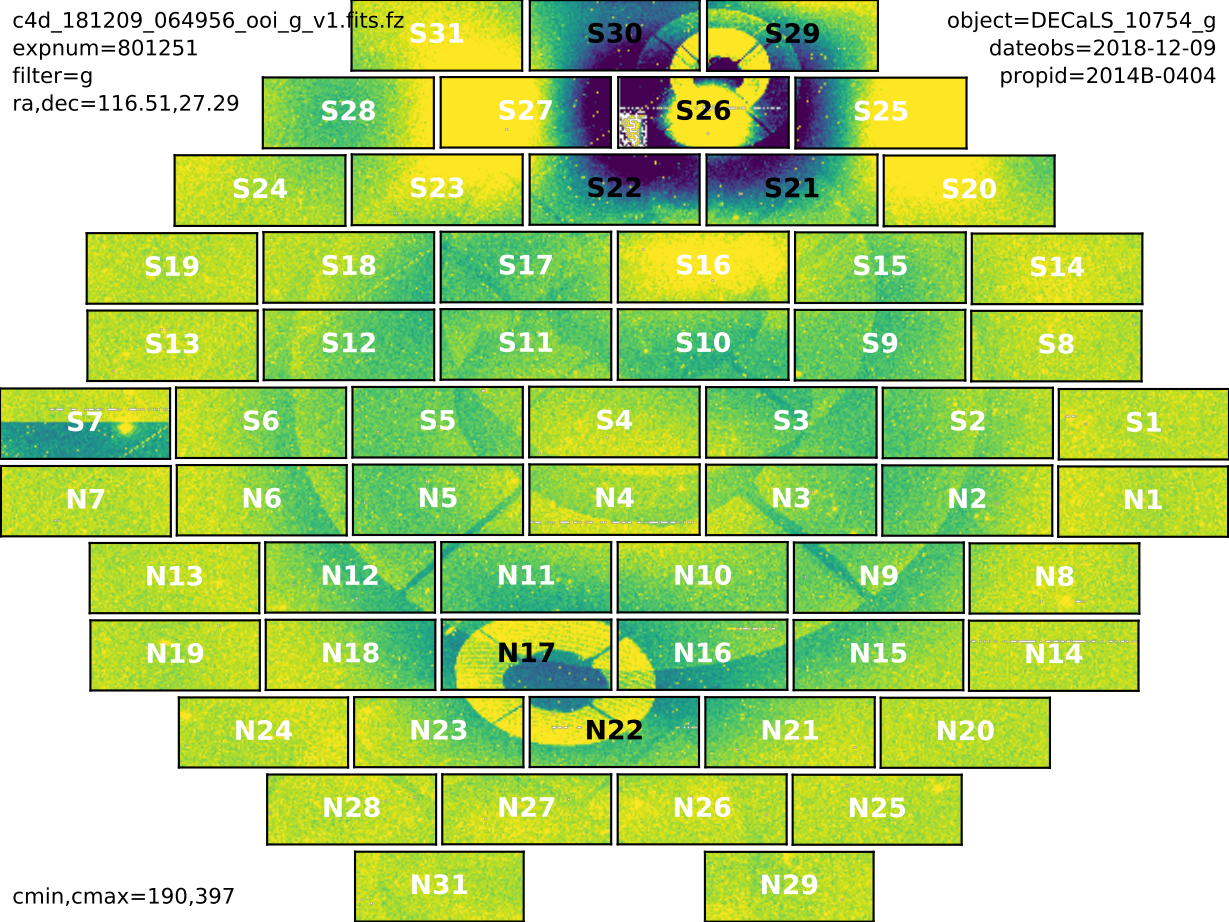 c4d_181209_064956_ooi_g_v1.fits.fz
expnum=801251
filter=g
ra,dec=116.51,27.29
object=DECaLS_10754_g
dateobs=2018-12-09
propid=2014B-0404
S31 S30 S29
S28 S27 S26 S25
S24 S23 S22 S21 S20
S19 S18 S17 S16 S15 S14
S13 S12 S11 S10 S9 S8
S7 S6 S5 S4 S3 S2 S1
N7 N6 N5 N4 N3 N2 N1
N13 N12 N11 N10 N9 N8
N19 N18 N17 N16 N15 N14
N24 N23 N22 N21 N20
N28 N27 N26 N25
N31 N29
cmin,cmax=190,397